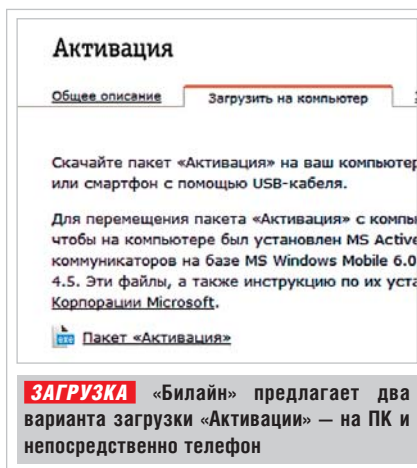 Активация
Общее описание Загрузить на компьютер
Скачайте пакет «Активация» на ваш компьютер
или смартфон с помощью USB-кабеля.
Для перемещения пакета «Активация» с компь
чтобы на компьютере был установлен MS Active
коммуникаторов на базе MS Windows Mobile 6.0
4.5. Эти файлы, а также инструкцию по их уста
Корпорации Microsoft.
exe Пакет «Активация»
ЗАГРУЗКА «Билайн» предлагает два
варианта загрузки «Активации» — на ПК и
непосредственно телефон